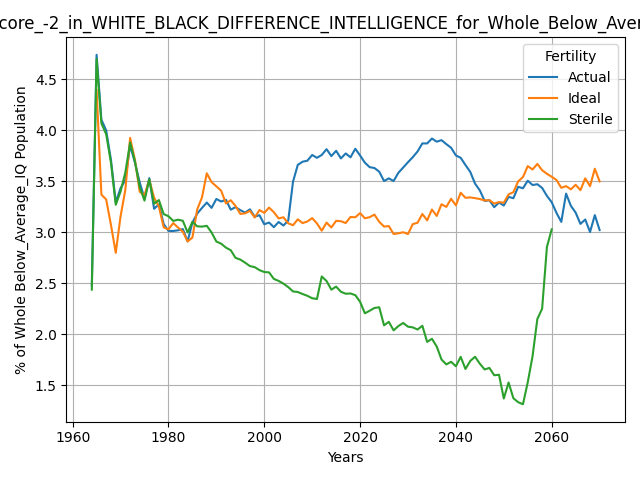 core_-2_in_WHITE_BLACK_DIFFERENCE_INTELLIGENCE_for_Whole_Below_Aver
Fertility
Actual
Ideal
Sterile
% of Whole Below_Average_IQ Population
4.5
4.0
3.5
3.0
2.5
2.0
1.5
1960
1980
2000
2020
2040
2060
Years